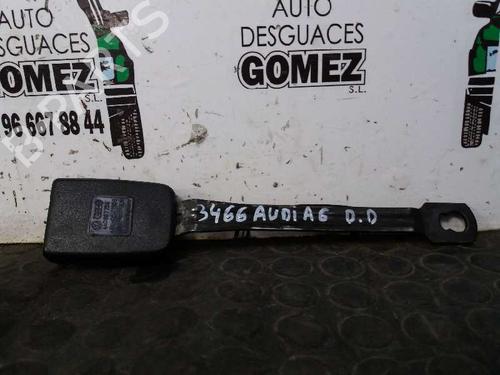 AUTO
DESGUACES
GOMEZ
S.L.
96 667 88 44
AUTO
DESGUACES
GOMEZ
S.L.
3466 AUDI A6 D.D